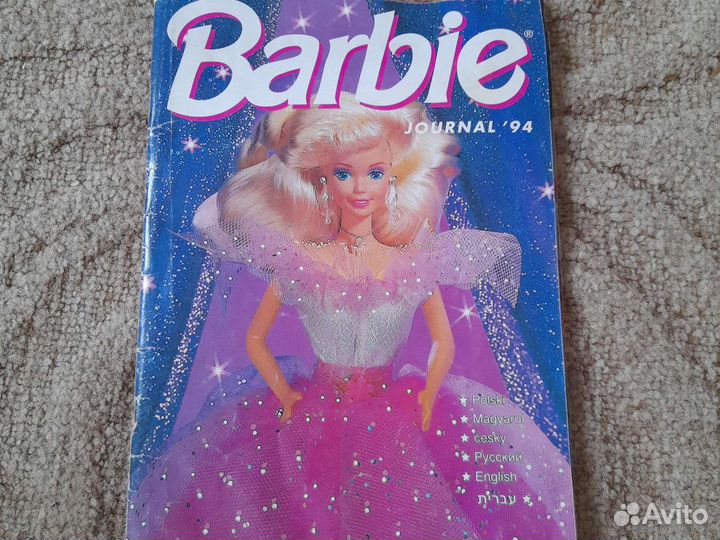 Barbie®
JOURNAL '94
★ Polski
★ Magyarul
★ česky
★ Русский
★ English
★ עברית
Avito